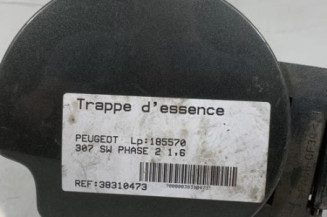 Trappe d'essence
PEUGEOT Lp:185570
307 SW PHASE 2 1,6
REF:38310473